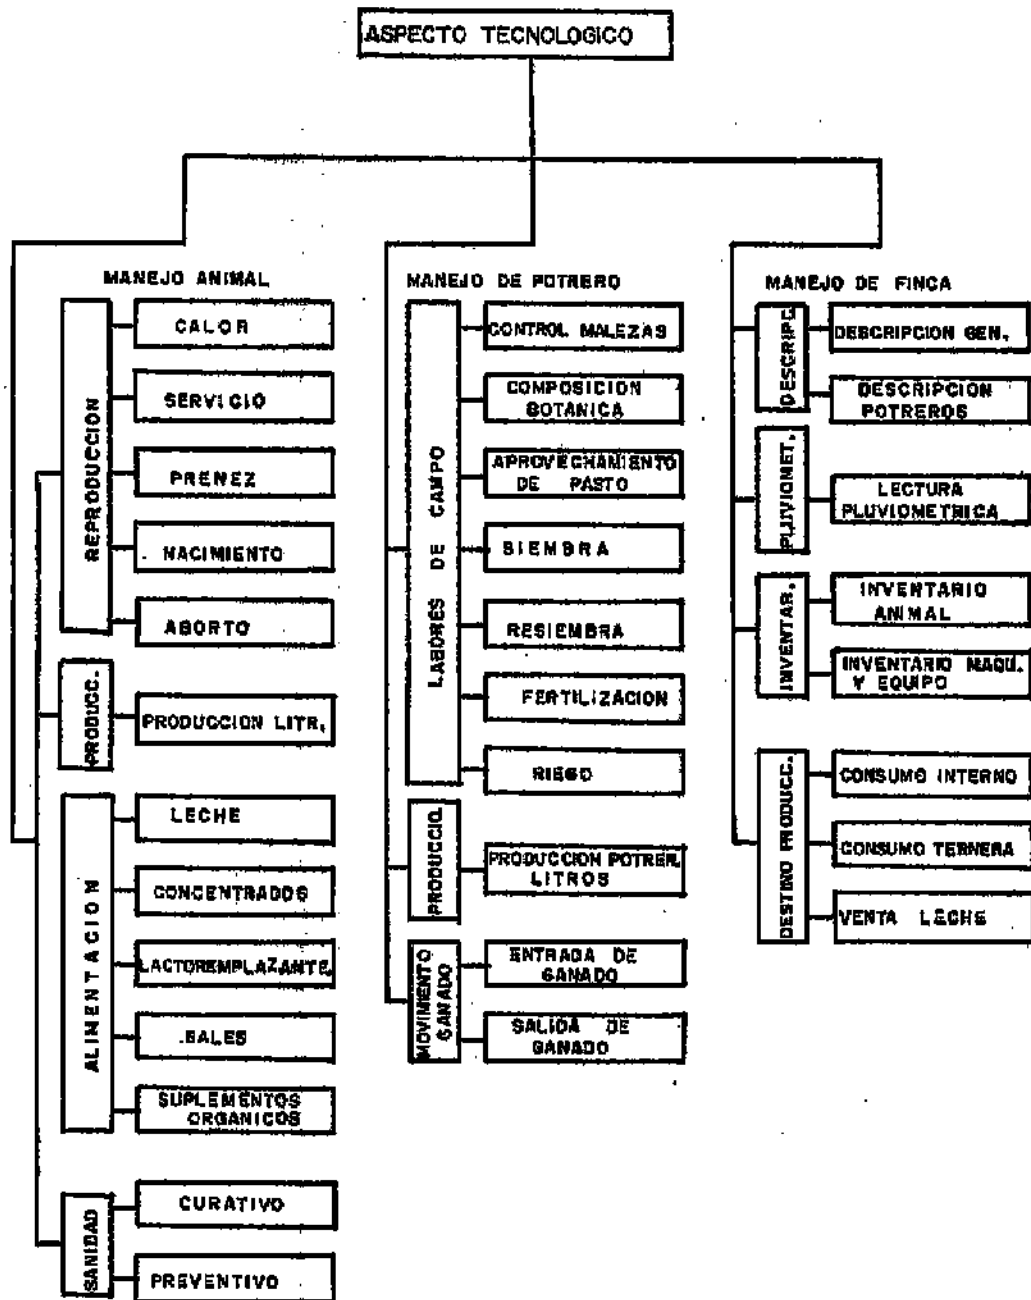 ASPECTO TECNOLOGICO
MANEJO ANIMAL
REPRODUCCION
CALOR
SERVICIO
PRENEZ
NACIMIENTO
ABORTO
PRODUCC.
PRODUCCION LITR.
ALIMENTACION
LECHE
CONCENTRADOS
LACTOREMPLAZANTE.
SALES
SUPLEMENTOS
ORGANICOS
SANIDAD
CURATIVO
PREVENTIVO
MANEJO DE POTRERO
LABORES DE CAMPO
CONTROL MALEZAS
COMPOSICION
BOTANICA
APROVECHAMIENTO
DE PASTO
SIEMBRA
RESIEMBRA
FERTILIZACION
RIEGO
PRODUCCIO.
PRODUCCION POTRER.
LITROS
MOVIMIENTO
GANADO
ENTRADA DE
GANADO
SALIDA DE
GANADO
MANEJO DE FINCA
DESCRIPC.
DESCRIPCION GEN.
DESCRIPCION
POTREROS
PLUVIOMET.
LECTURA
PLUVIOMETRICA
INVENTAR.
INVENTARIO
ANIMAL
INVENTARIO MAQU.
Y EQUIPO
DESTINO PRODUCC.
CONSUMO INTERNO
CONSUMO TERNERA
VENTA LECHE